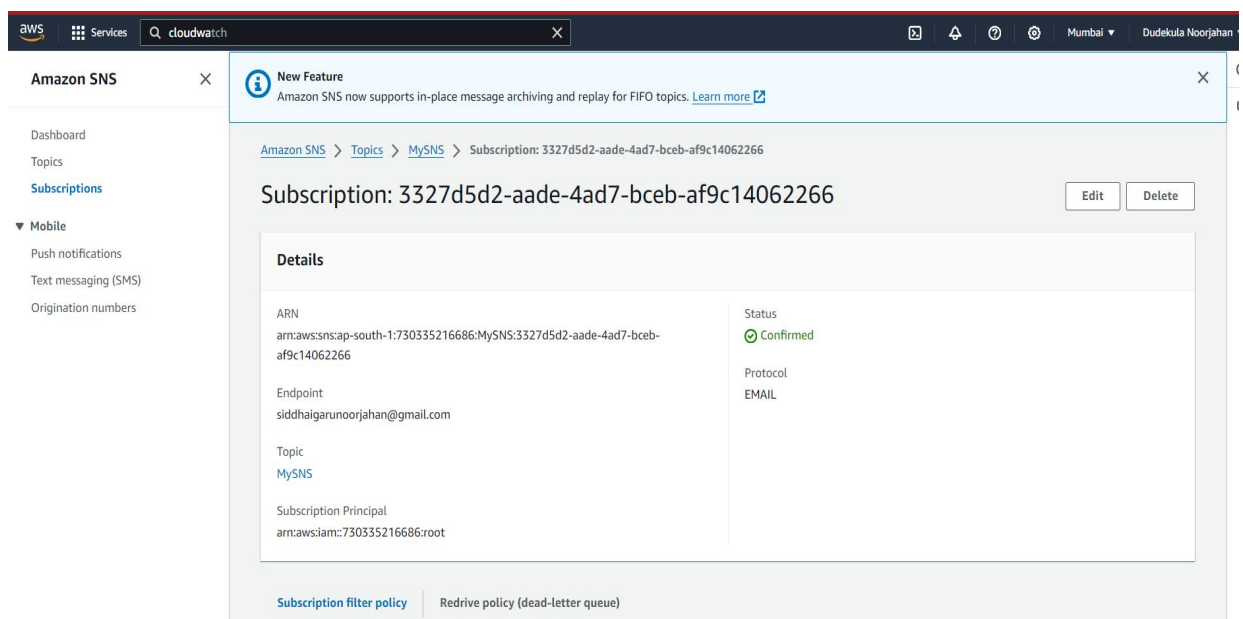 aws Services cloudwatch Mumbai ▼ Dudekula Noorjahan
Amazon SNS
Dashboard
Topics
Subscriptions
▼ Mobile
Push notifications
Text messaging (SMS)
Origination numbers
New Feature
Amazon SNS now supports in-place message archiving and replay for FIFO topics. Learn more
Amazon SNS > Topics > MySNS > Subscription: 3327d5d2-aade-4ad7-bceb-af9c14062266
Subscription: 3327d5d2-aade-4ad7-bceb-af9c14062266
Edit Delete
Details
ARN
arn:aws:sns:ap-south-1:730335216686:MySNS:3327d5d2-aade-4ad7-bceb-
af9c14062266
Endpoint
siddhaigarunoorjahan@gmail.com
Topic
MySNS
Subscription Principal
arn:aws:iam::730335216686:root
Status
Confirmed
Protocol
EMAIL
Subscription filter policy Redrive policy (dead-letter queue)